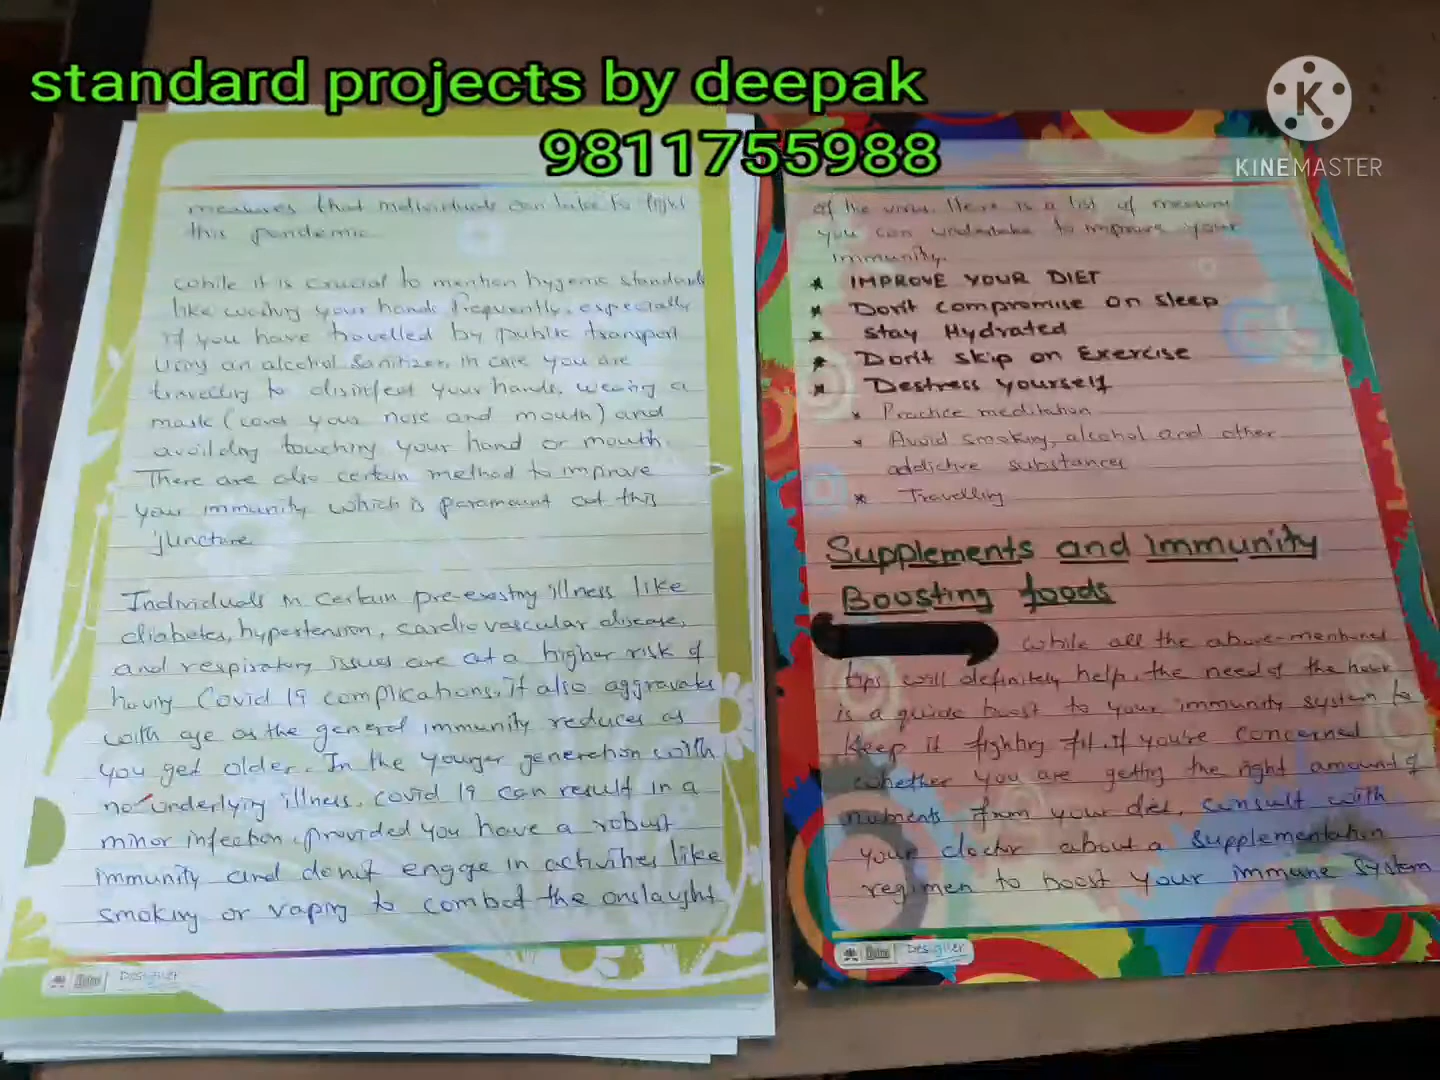 standard projects by deepak
9811755988
KINEMASTER
measures that individuals can take to fight
this pandemic
while it is crucial to mention hygenic standards
like washing your hands frequently, especially
if you have travelled by public transport
Using an alcohol sanitizer, in case you are
travelling to disinfect your hands, wearing a
mask (cover your nose and mouth) and
avoiding touching your hand or mouth.
There are also certain method to improve
your immunity which is paramount at this
juncture
Individuals in certain pre-existing illness like
diabetes, hypertension, cardiovascular disease,
and respiratory issues are at a higher risk of
having Covid 19 complications, it also aggravates
with age as the general immunity reduces as
you get older. In the younger generation with
no underlying illness, covid 19 can result in a
minor infection, provided you have a robust
immunity and don't engage in activities like
smoking or vaping to combat the onslaught
Designer
of the virus. Here is a list of measures
you can undertake to improve your
immunity.
* IMPROVE YOUR DIET
* Don't compromise on sleep
* Stay Hydrated
* Don't skip on Exercise
* Destress yourself
* Practice meditation
* Avoid smoking, alcohol and other
addictive substances
* Travelling
Supplements and immunity
Boosting foods
While all the above-mentioned
tips will definitely help, the need of the hour
is a quick boost to your immunity system to
keep it fighting fit. If you're concerned
whether you are getting the right amount of
from your diet, consult with
your doctor about a supplementation
regimen to boost your immune system
Designer